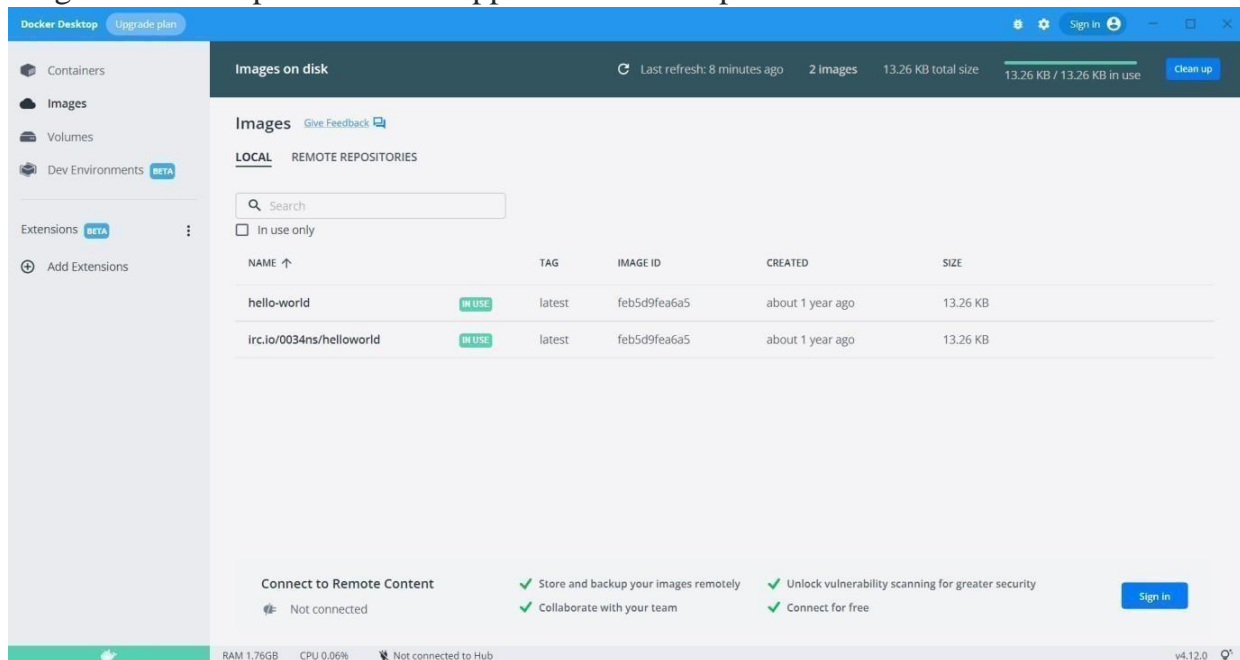 Docker Desktop Upgrade plan Sign in
Containers
Images
Volumes
Dev Environments BETA
Extensions BETA
Add Extensions
Images on disk Last refresh: 8 minutes ago 2 images 13.26 KB total size 13.26 KB / 13.26 KB in use Clean up
Images Give Feedback
LOCAL REMOTE REPOSITORIES
Search
In use only
NAME TAG IMAGE ID CREATED SIZE
hello-world IN USE latest feb5d9fea6a5 about 1 year ago 13.26 KB
irc.io/0034ns/helloworld IN USE latest feb5d9fea6a5 about 1 year ago 13.26 KB
Connect to Remote Content
Not connected
Store and backup your images remotely
Collaborate with your team
Unlock vulnerability scanning for greater security
Connect for free
Sign in
RAM 1.76GB CPU 0.06% Not connected to Hub v4.12.0